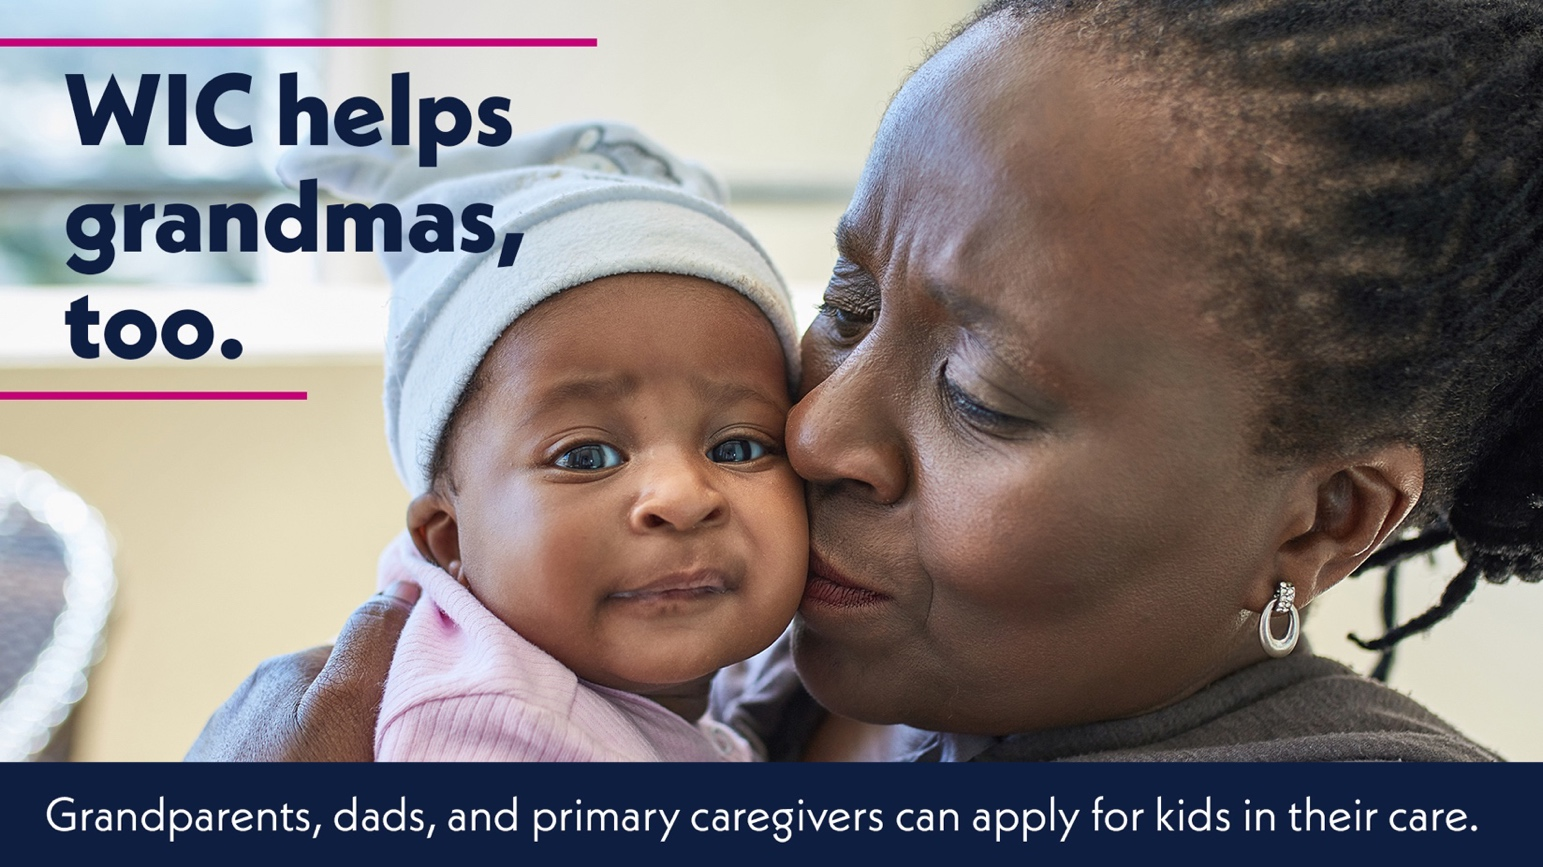 WIC helps
grandmas,
too.
Grandparents, dads, and primary caregivers can apply for kids in their care.